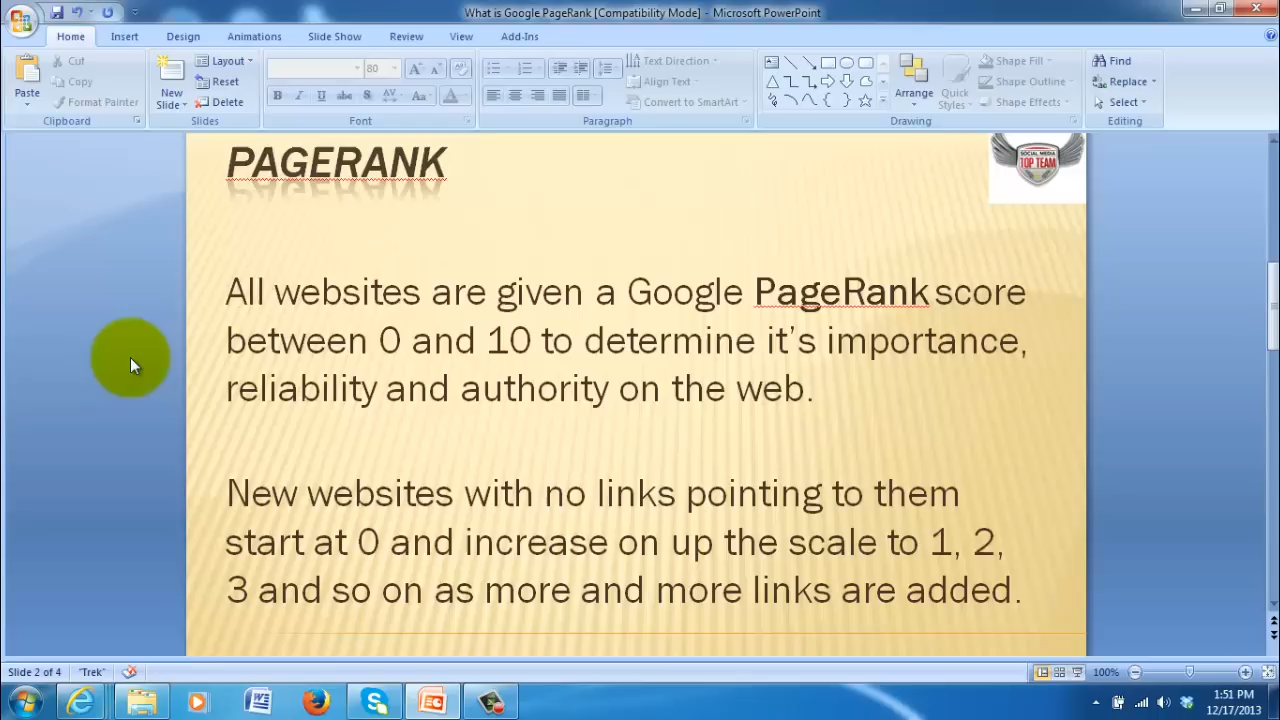 What is Google PageRank [Compatibility Mode] - Microsoft PowerPoint
Home Insert Design Animations Slide Show Review View Add-Ins
Cut Layout 80 Text Direction Shape Fill Find
Copy Reset Align Text Shape Outline Replace
Paste Format Painter New Slide Delete Convert to SmartArt Arrange Quick Styles Shape Effects Select
Clipboard Slides Font Paragraph Drawing Editing
PAGERANK
SOCIAL MEDIA
TOP TEAM
All websites are given a Google PageRank score
between 0 and 10 to determine it’s importance,
reliability and authority on the web.
New websites with no links pointing to them
start at 0 and increase on up the scale to 1, 2,
3 and so on as more and more links are added.
Slide 2 of 4 "Trek" 100%
1:51 PM
12/17/2013